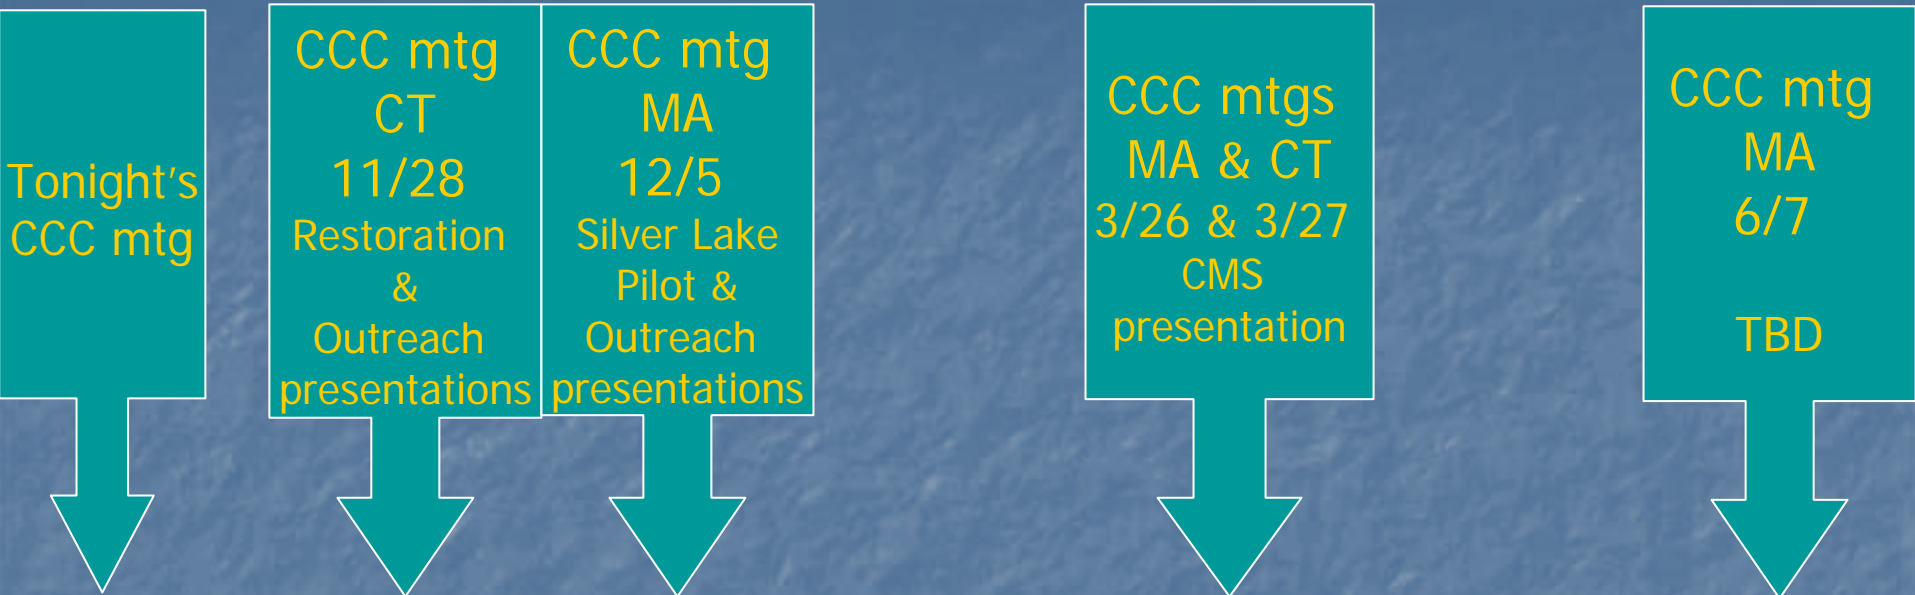 Tonight's
CCC mtg
CCC mtg
CT
11/28
Restoration
&
Outreach
presentations
CCC mtg
MA
12/5
Silver Lake
Pilot &
Outreach
presentations
CCC mtgs
MA & CT
3/26 & 3/27
CMS
presentation
CCC mtg
MA
6/7
TBD